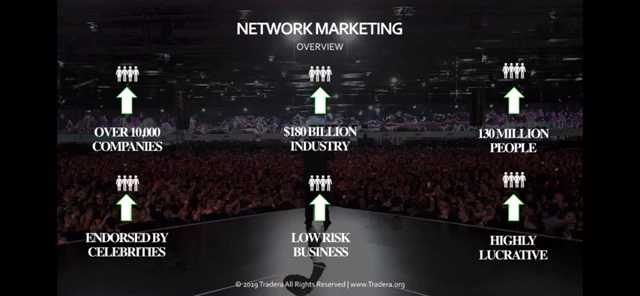 NETWORK MARKETING
OVERVIEW
OVER 10,000
COMPANIES
$180 BILLION
INDUSTRY
130 MILLION
PEOPLE
ENDORSED BY
CELEBRITIES
LOW RISK
BUSINESS
HIGHLY
LUCRATIVE
© 2019 Tradera All Rights Reserved | www.Tradera.org